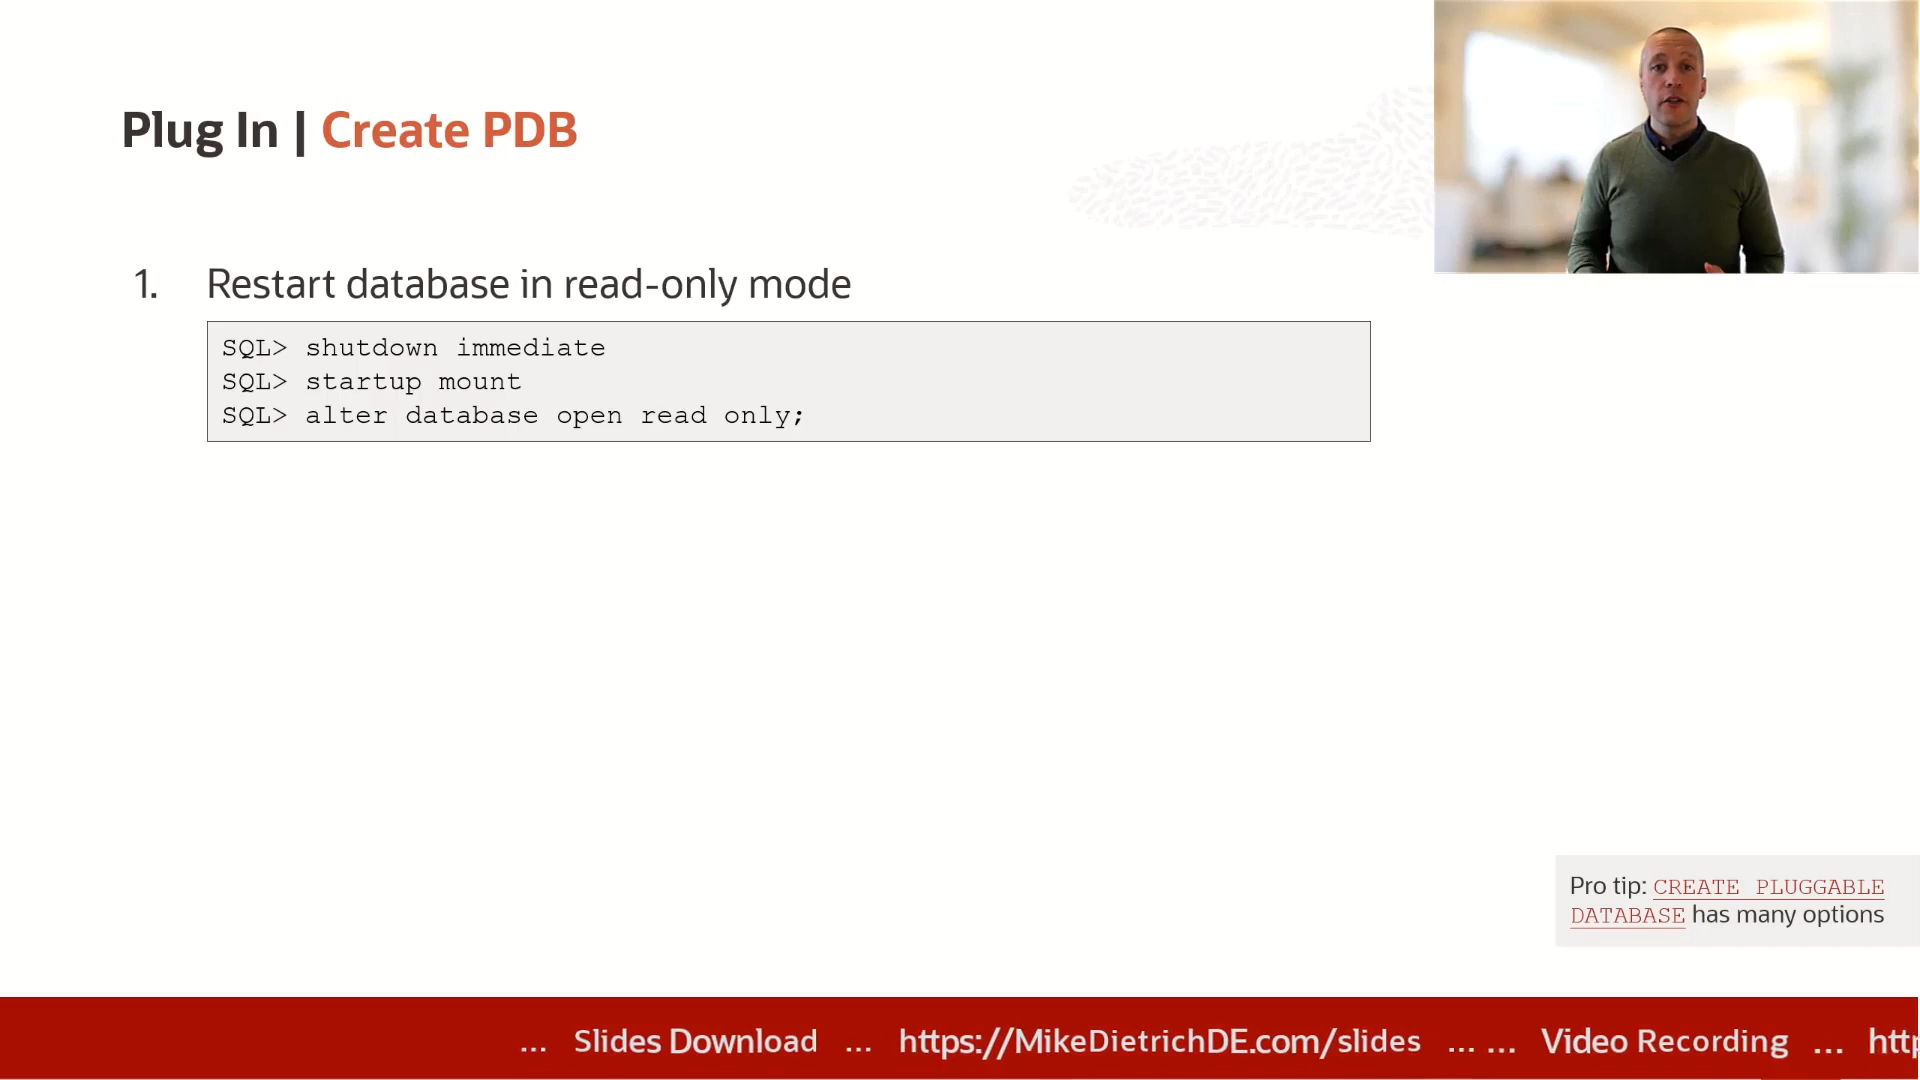 Plug In | Create PDB
1. Restart database in read-only mode
SQL> shutdown immediate
SQL> startup mount
SQL> alter database open read only;
Pro tip: CREATE PLUGGABLE
DATABASE has many options
... Slides Download ... https://MikeDietrichDE.com/slides ... ... Video Recording ... http